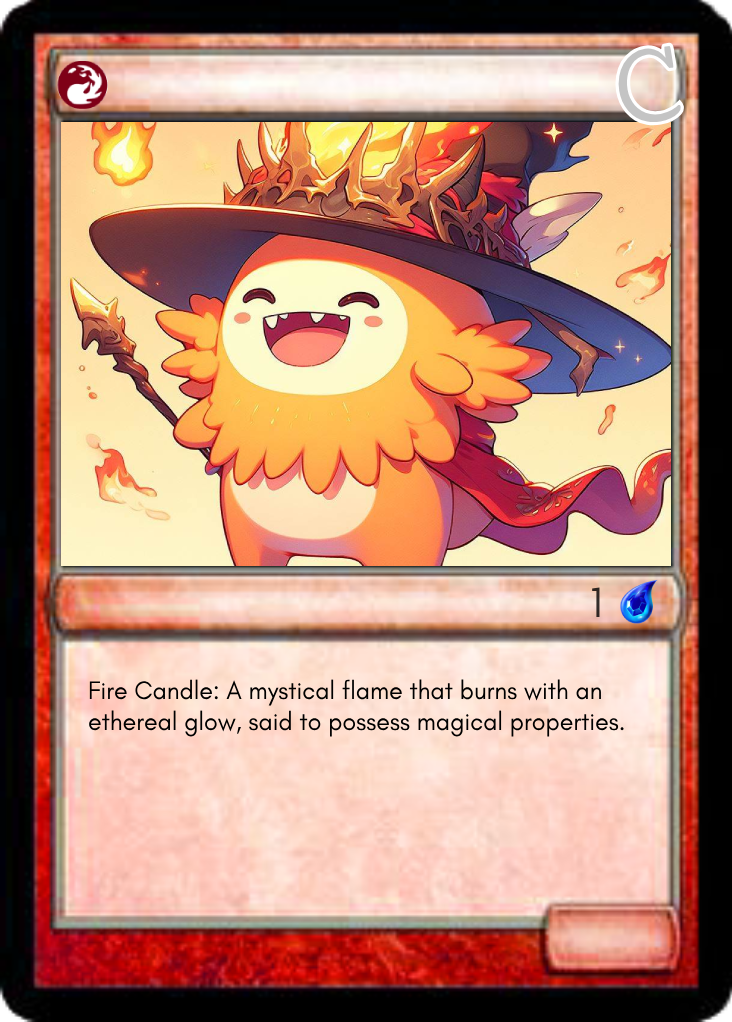 C
1
Fire Candle: A mystical flame that burns with an
ethereal glow, said to possess magical properties.